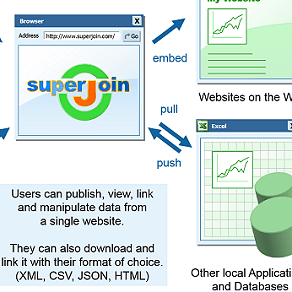 Browser
Address http://www.superjoin.com/ Go
superjoin
embed
My Website
Websites on the W
pull
push
Excel
Users can publish, view, link
and manipulate data from
a single website.
They can also download and
link it with their format of choice.
(XML, CSV, JSON, HTML)
Other local Applicatio
and Databases